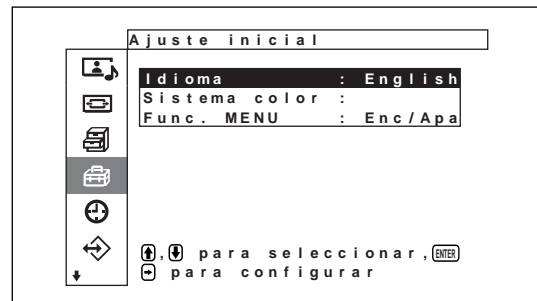 Ajuste inicial
Idioma : English
Sistema color :
Func. MENU : Enc/Apa
, para seleccionar, ENTER
para configurar